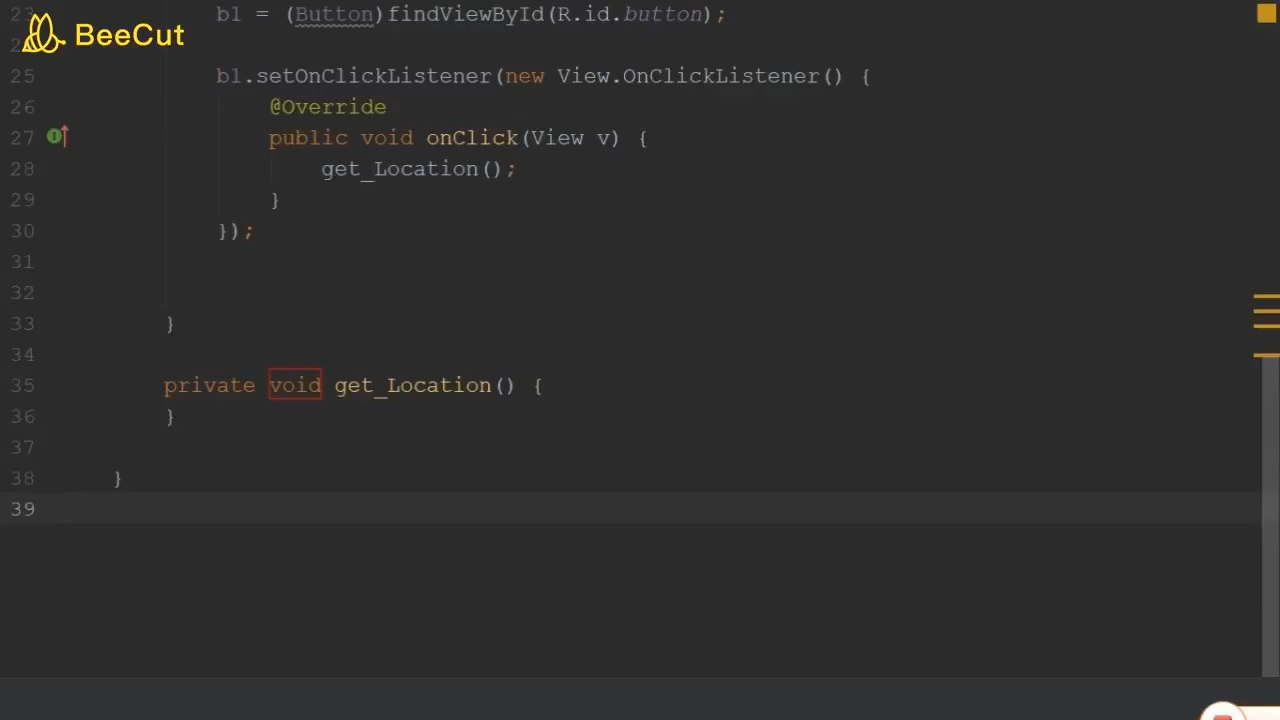 23 b1 = (Button)findViewById(R.id.button);
BeeCut
25 b1.setOnClickListener(new View.OnClickListener() {
26 @Override
27 public void onClick(View v) {
28 get_Location();
29 }
30 });
31
32
33 }
34
35 private void get_Location() {
36 }
37
38 }
39